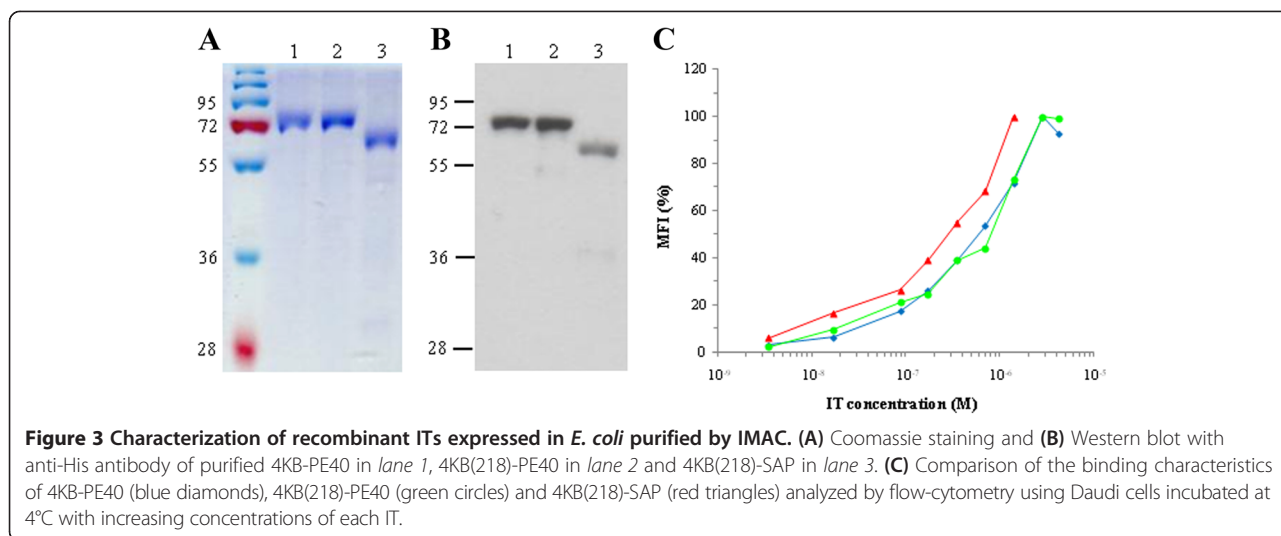 A
B
C
1 2 3
95
72
55
36
28
1 2 3
95
72
55
36
28
120
100
80
60
40
20
0
MFI (%)
10-9 10-8 10-7 10-6 10-5
IT concentration (M)
Figure 3 Characterization of recombinant ITs expressed in E. coli purified by IMAC. (A) Coomassie staining and (B) Western blot with
anti-His antibody of purified 4KB-PE40 in lane 1, 4KB(218)-PE40 in lane 2 and 4KB(218)-SAP in lane 3. (C) Comparison of the binding characteristics
of 4KB-PE40 (blue diamonds), 4KB(218)-PE40 (green circles) and 4KB(218)-SAP (red triangles) analyzed by flow-cytometry using Daudi cells incubated at
4°C with increasing concentrations of each IT.